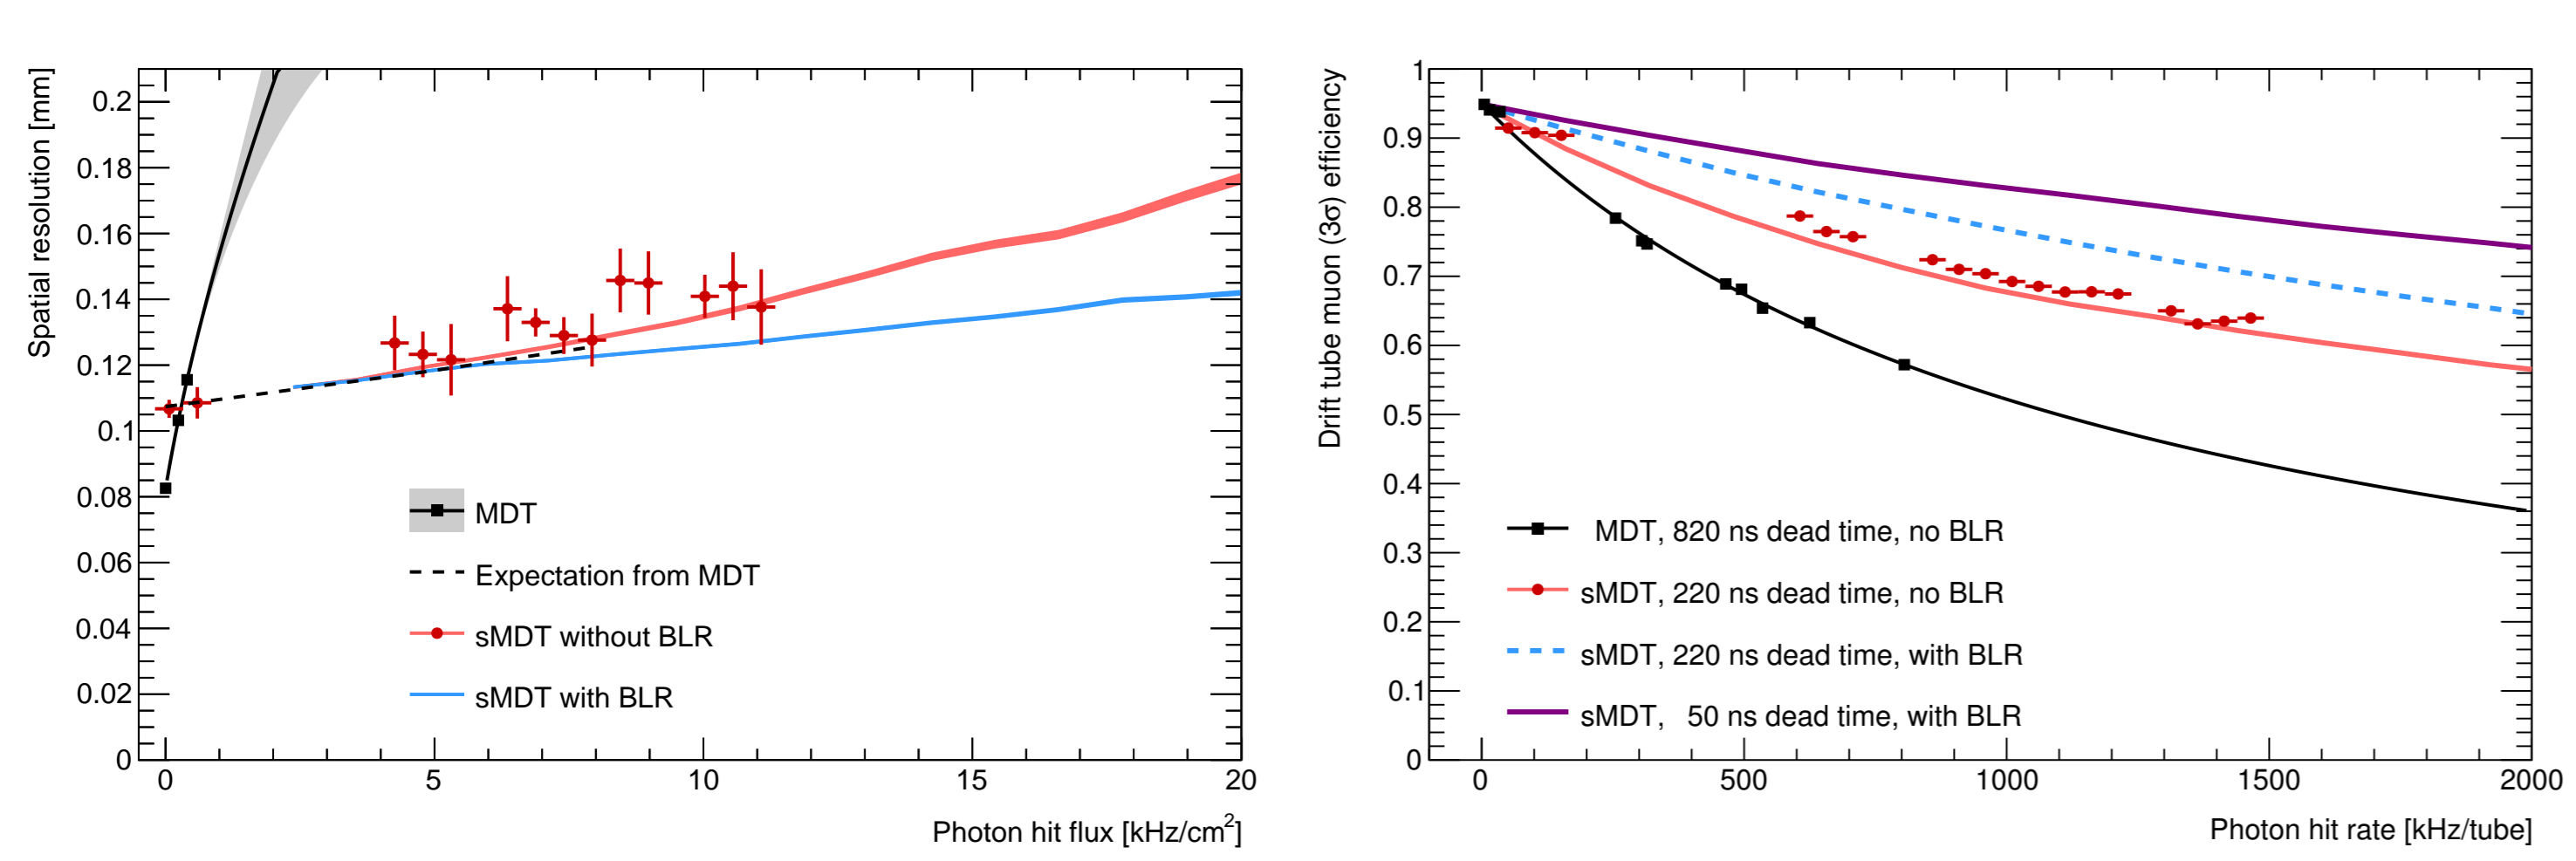 Spatial resolution [mm]
0.2
0.18
0.16
0.14
0.12
0.1
0.08
0.06
0.04
0.02
0
0 5 10 15 20
Photon hit flux [kHz/cm²]
MDT
Expectation from MDT
sMDT without BLR
sMDT with BLR
Drift tube muon (3σ) efficiency
1
0.9
0.8
0.7
0.6
0.5
0.4
0.3
0.2
0.1
0
0 500 1000 1500 2000
Photon hit rate [kHz/tube]
MDT, 820 ns dead time, no BLR
sMDT, 220 ns dead time, no BLR
sMDT, 220 ns dead time, with BLR
sMDT, 50 ns dead time, with BLR